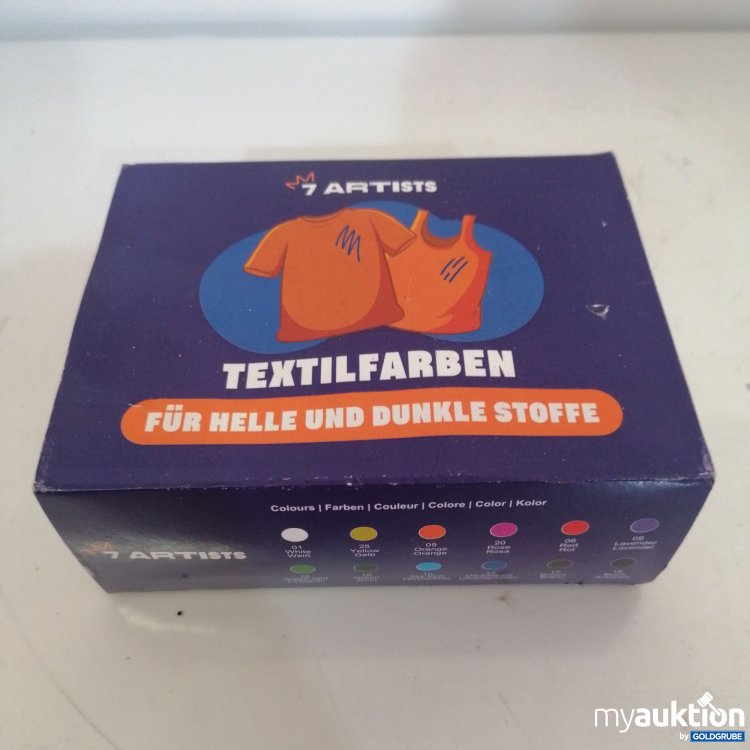 7 ARTISTS
TEXTILFARBEN
FÜR HELLE UND DUNKLE STOFFE
Colours | Farben | Couleur | Colore | Color | Kolor
7 ARTISTS
01 25 05 20 06 09
White Yellow Orange Rose Red Lavender
Weiß Gelb Orange Rosa Rot Lavendel
myauktion
by GOLDGRUBE